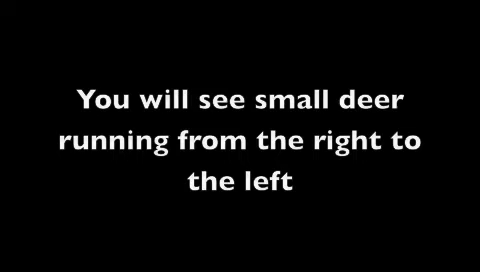 You will see small deer
running from the right to
the left